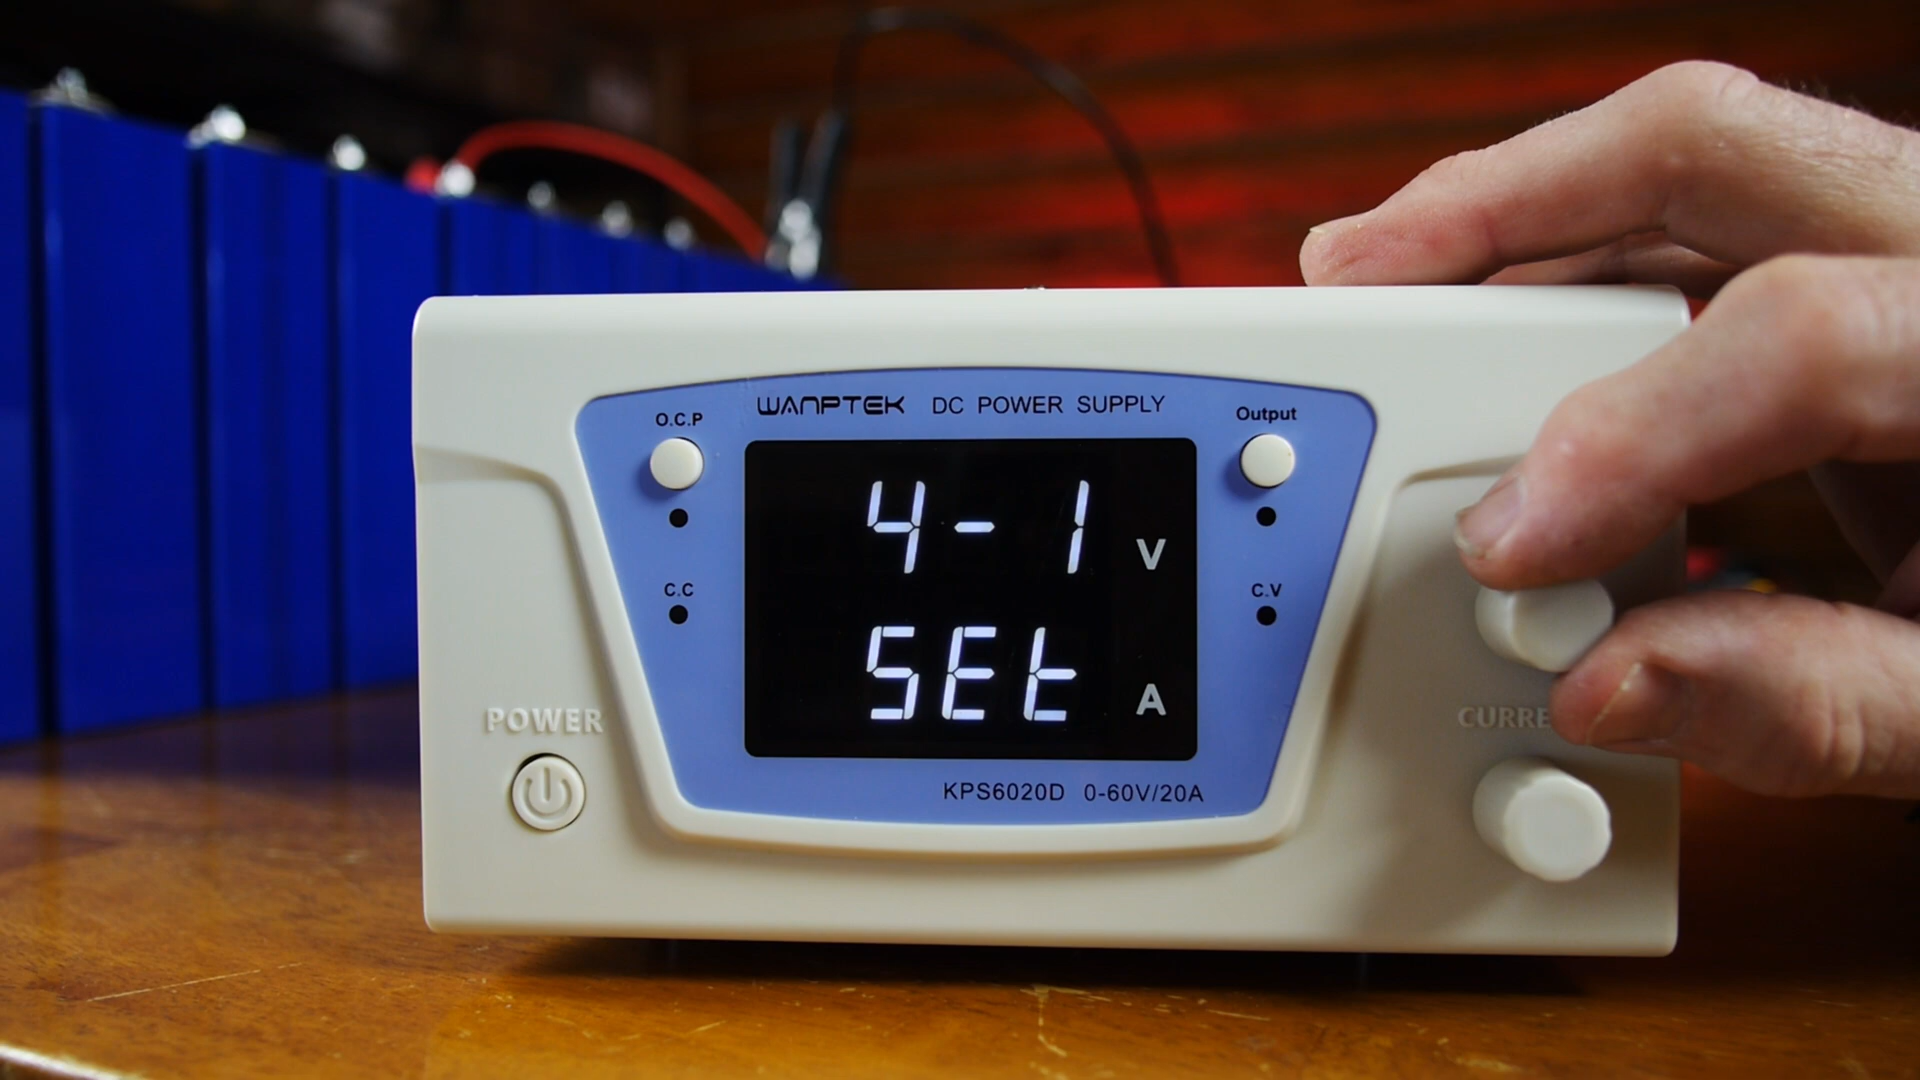 WANPTEK DC POWER SUPPLY
O.C.P
Output
4-1 V
C.C
C.V
SEt A
POWER
CURRE
KPS6020D 0-60V/20A